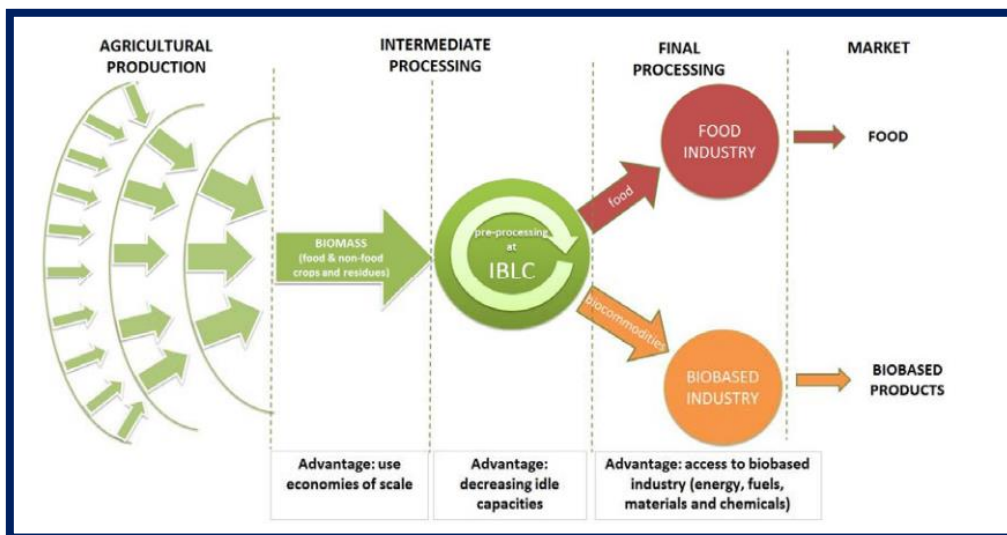 AGRICULTURAL
PRODUCTION
INTERMEDIATE
PROCESSING
FINAL
PROCESSING
MARKET
BIOMASS
(food & non-food
crops and residues)
pre-processing
at
IBLC
food
biocommodities
FOOD
INDUSTRY
FOOD
BIOBASED
INDUSTRY
BIOBASED
PRODUCTS
Advantage: use
economies of scale
Advantage:
decreasing idle
capacities
Advantage: access to biobased
industry (energy, fuels,
materials and chemicals)